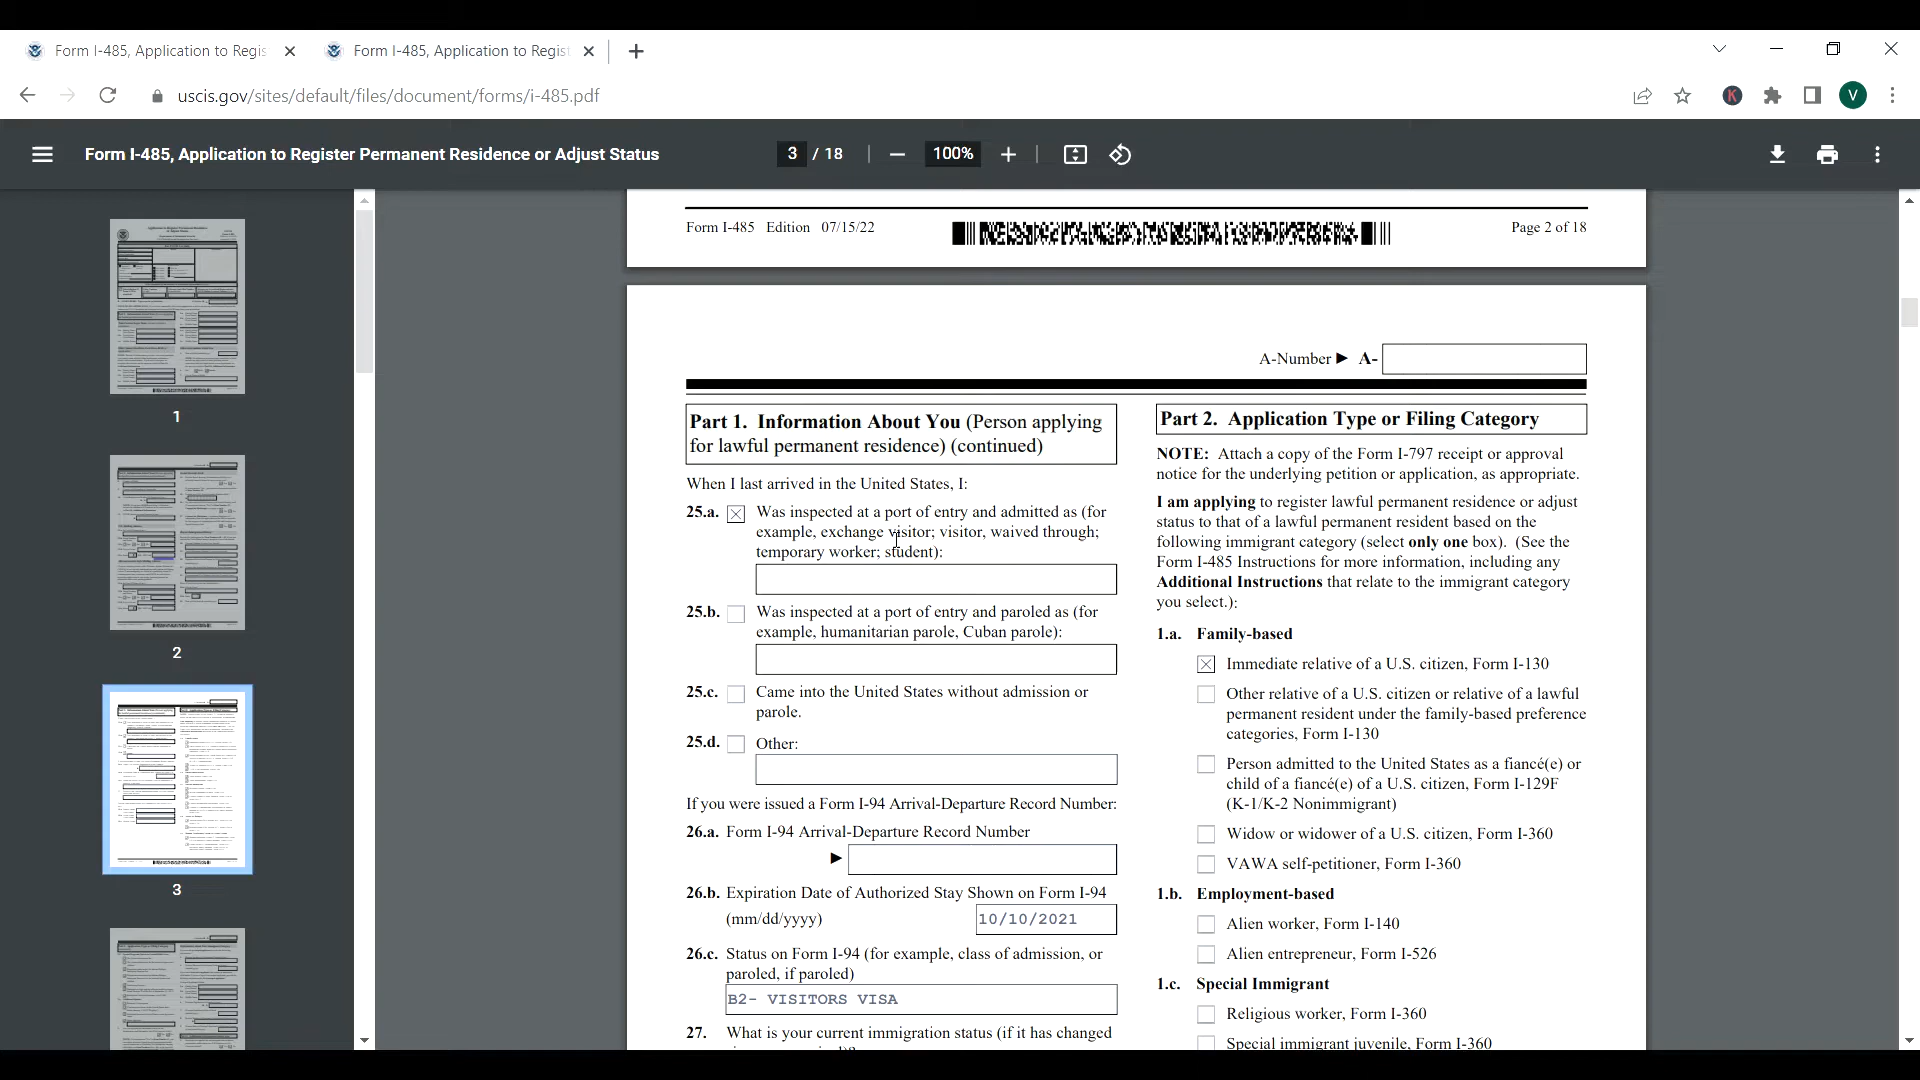 Form I-485, Application to Regis
Form I-485, Application to Regist
uscis.gov/sites/default/files/document/forms/i-485.pdf
K
V
Form I-485, Application to Register Permanent Residence or Adjust Status
3 / 18
100%
1
2
3
Form I-485 Edition 07/15/22
Page 2 of 18
A-Number ► A-
Part 1. Information About You (Person applying
for lawful permanent residence) (continued)
When I last arrived in the United States, I:
25.a. Was inspected at a port of entry and admitted as (for
example, exchange visitor; visitor, waived through;
temporary worker; student):
25.b. Was inspected at a port of entry and paroled as (for
example, humanitarian parole, Cuban parole):
25.c. Came into the United States without admission or
parole.
25.d. Other:
If you were issued a Form I-94 Arrival-Departure Record Number:
26.a. Form I-94 Arrival-Departure Record Number
►
26.b. Expiration Date of Authorized Stay Shown on Form I-94
(mm/dd/yyyy) 10/10/2021
26.c. Status on Form I-94 (for example, class of admission, or
paroled, if paroled)
B2- VISITORS VISA
27. What is your current immigration status (if it has changed
Part 2. Application Type or Filing Category
NOTE: Attach a copy of the Form I-797 receipt or approval
notice for the underlying petition or application, as appropriate.
I am applying to register lawful permanent residence or adjust
status to that of a lawful permanent resident based on the
following immigrant category (select only one box). (See the
Form I-485 Instructions for more information, including any
Additional Instructions that relate to the immigrant category
you select.):
1.a. Family-based
Immediate relative of a U.S. citizen, Form I-130
Other relative of a U.S. citizen or relative of a lawful
permanent resident under the family-based preference
categories, Form I-130
Person admitted to the United States as a fiancé(e) or
child of a fiancé(e) of a U.S. citizen, Form I-129F
(K-1/K-2 Nonimmigrant)
Widow or widower of a U.S. citizen, Form I-360
VAWA self-petitioner, Form I-360
1.b. Employment-based
Alien worker, Form I-140
Alien entrepreneur, Form I-526
1.c. Special Immigrant
Religious worker, Form I-360
Special immigrant juvenile, Form I-360